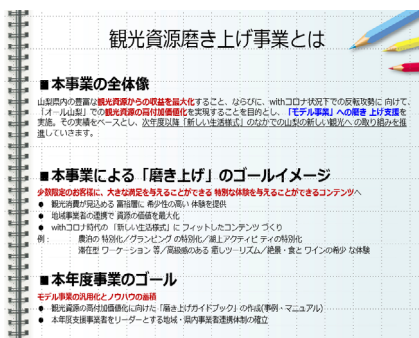 観光資源磨き上げ事業とは
■本事業の全体像
山梨県内の豊富な観光資源からの収益を最大化すること、ならびに、withコロナ状況下での反転攻勢に向けて、
「オール山梨」での観光資源の高付加価値化を実現することを目的とし、「モデル事業」への磨き上げ支援を
実施。その実績をベースとし、次年度以降「新しい生活様式」のなかでの山梨の新しい観光への取り組みを推
進していきます。
■本事業による「磨き上げ」のゴールイメージ
少数限定のお客様に、大きな満足を与えることができる 特別な体験を与えることができるコンテンツへ
● 観光消費が見込める 富裕層に 希少性の高い 体験を提供
● 地域事業者の連携で 資源の価値を最大化
● withコロナ時代の 「新しい生活様式」に フィットしたコンテンツ づくり
例： 農泊の 特別化／グランピング の特別化／湖上アクティビティの特別化
滞在型 ワーケーション 等／高級感のある 癒しツーリズム／絶景・食と ワインの希少 な体験
■本年度事業のゴール
モデル事業の汎用化とノウハウの蓄積
● 観光資源の高付加価値化に向けた「磨き上げガイドブック」の作成(事例・マニュアル)
● 本年度支援事業者をリーダーとする地域・県内事業者連携体制の確立